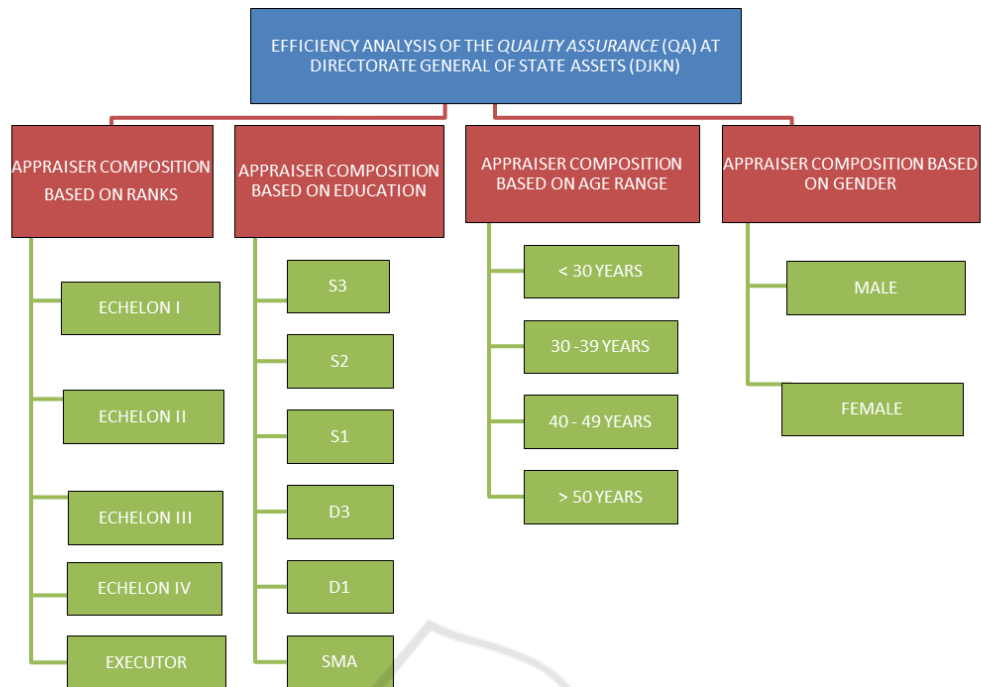 EFFICIENCY ANALYSIS OF THE QUALITY ASSURANCE (QA) AT
DIRECTORATE GENERAL OF STATE ASSETS (DJKN)
APPRAISER COMPOSITION
BASED ON RANKS
ECHELON I
ECHELON II
ECHELON III
ECHELON IV
EXECUTOR
APPRAISER COMPOSITION
BASED ON EDUCATION
S3
S2
S1
D3
D1
SMA
APPRAISER COMPOSITION
BASED ON AGE RANGE
< 30 YEARS
30 -39 YEARS
40 - 49 YEARS
> 50 YEARS
APPRAISER COMPOSITION BASED
ON GENDER
MALE
FEMALE